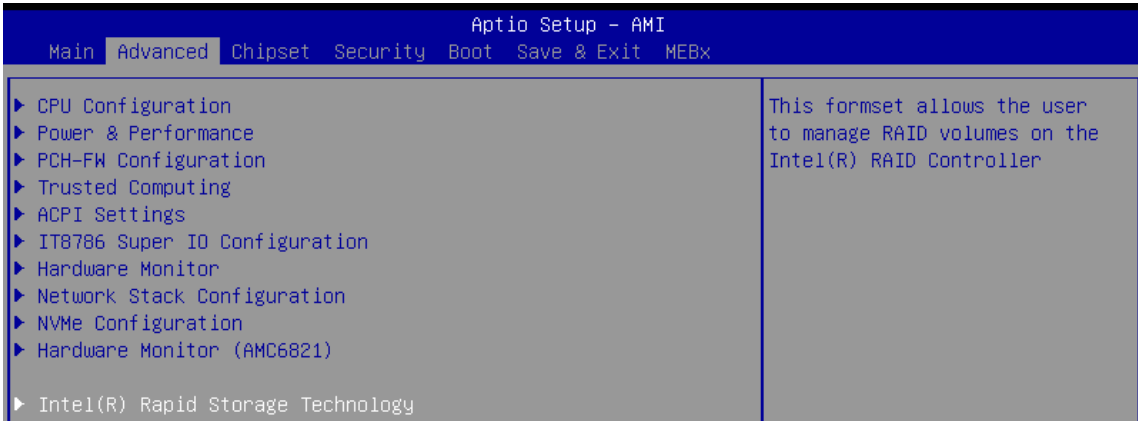 Aptio Setup – AMI
Main Advanced Chipset Security Boot Save & Exit MEBx
CPU Configuration
Power & Performance
PCH-FW Configuration
Trusted Computing
ACPI Settings
IT8786 Super IO Configuration
Hardware Monitor
Network Stack Configuration
NVMe Configuration
Hardware Monitor (AMC6821)
Intel(R) Rapid Storage Technology
This formset allows the user
to manage RAID volumes on the
Intel(R) RAID Controller